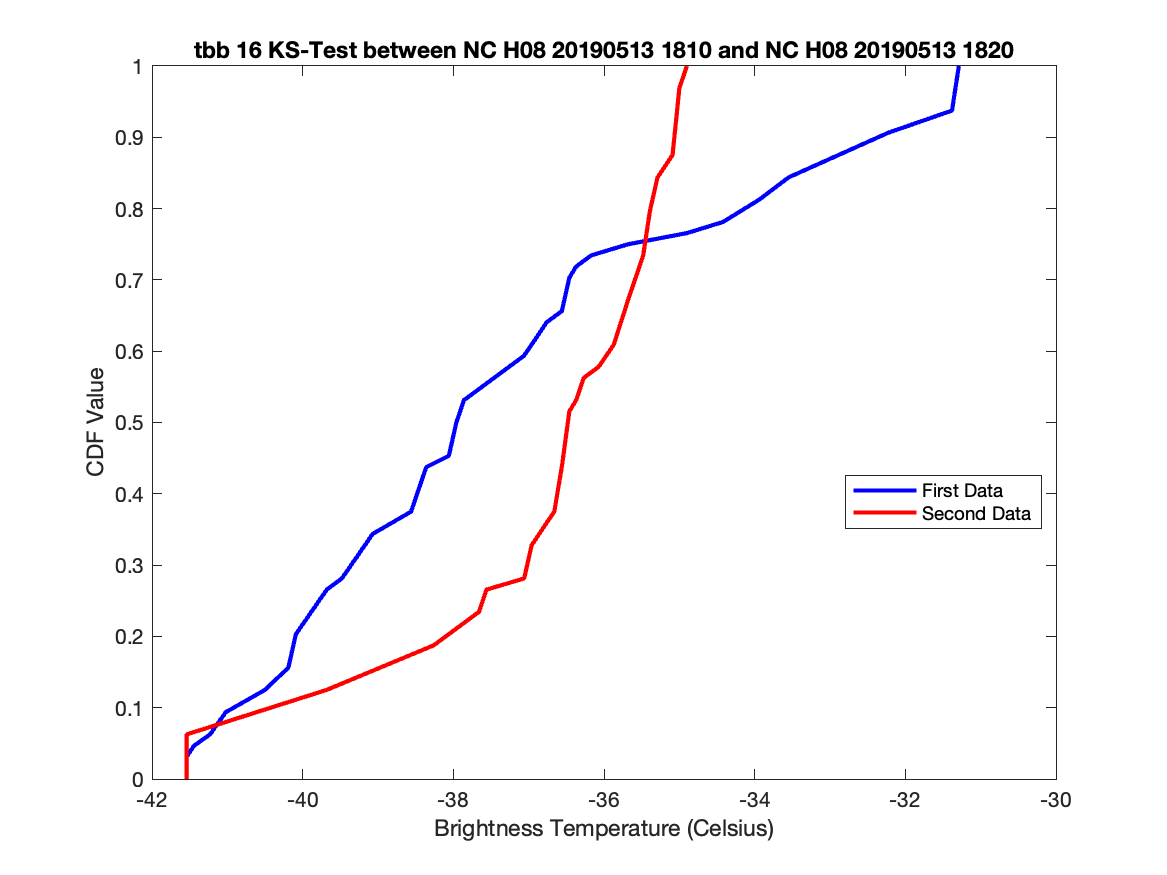 tbb 16 KS-Test between NC H08 20190513 1810 and NC H08 20190513 1820
1
0.9
0.8
0.7
0.6
0.5
0.4
0.3
0.2
0.1
0
CDF Value
First Data
Second Data
-42 -40 -38 -36 -34 -32 -30
Brightness Temperature (Celsius)